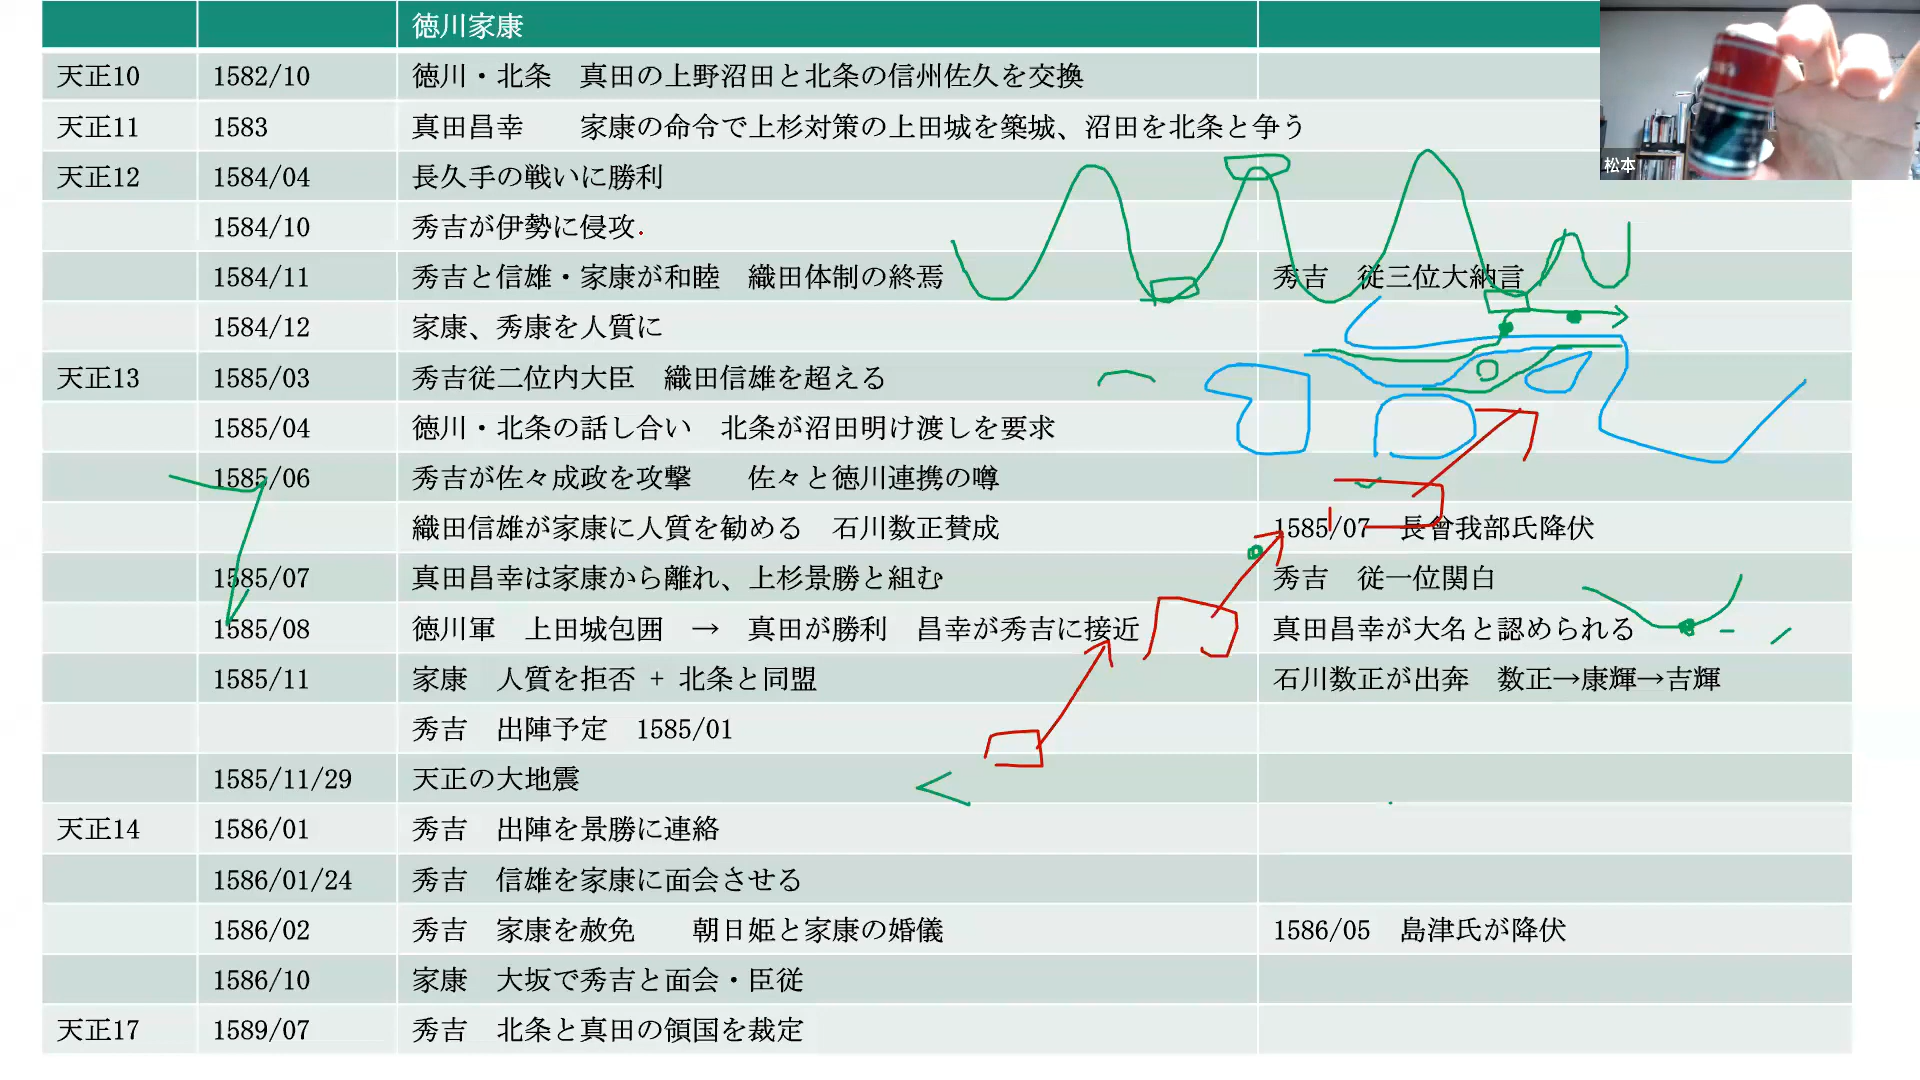 徳川家康
天正10 1582/10 徳川・北条　真田の上野沼田と北条の信州佐久を交換
天正11 1583 真田昌幸　　家康の命令で上杉対策の上田城を築城、沼田を北条と争う
天正12 1584/04 長久手の戦いに勝利
1584/10 秀吉が伊勢に侵攻.
1584/11 秀吉と信雄・家康が和睦　織田体制の終焉 秀吉　従三位大納言
1584/12 家康、秀康を人質に
天正13 1585/03 秀吉従二位内大臣　織田信雄を超える
1585/04 徳川・北条の話し合い　北条が沼田明け渡しを要求
1585/06 秀吉が佐々成政を攻撃　　佐々と徳川連携の噂
織田信雄が家康に人質を勧める　石川数正賛成 1585/07　長曾我部氏降伏
1585/07 真田昌幸は家康から離れ、上杉景勝と組む 秀吉　従一位関白
1585/08 徳川軍　上田城包囲　→　真田が勝利　昌幸が秀吉に接近 真田昌幸が大名と認められる
1585/11 家康　人質を拒否 + 北条と同盟 石川数正が出奔　数正→康輝→吉輝
秀吉　出陣予定　1585/01
1585/11/29 天正の大地震
天正14 1586/01 秀吉　出陣を景勝に連絡
1586/01/24 秀吉　信雄を家康に面会させる
1586/02 秀吉　家康を赦免　　朝日姫と家康の婚儀 1586/05　島津氏が降伏
1586/10 家康　大坂で秀吉と面会・臣従
天正17 1589/07 秀吉　北条と真田の領国を裁定
松本